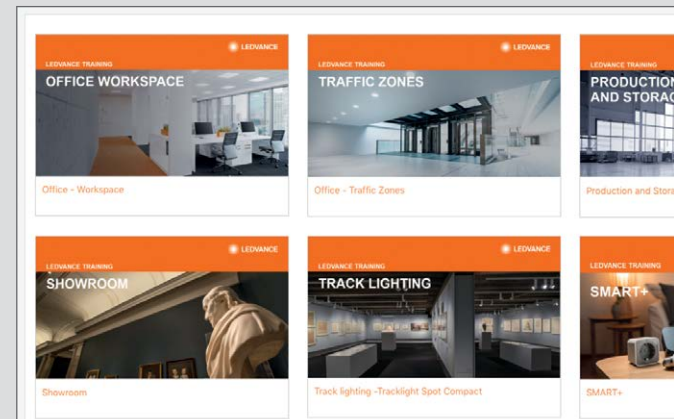 LEDVANCE
LEDVANCE TRAINING
OFFICE WORKSPACE
Office - Workspace
LEDVANCE
LEDVANCE TRAINING
TRAFFIC ZONES
Office - Traffic Zones
LEDVANCE TRAINING
PRODUCTION
AND STORAG
Production and Stora
LEDVANCE
LEDVANCE TRAINING
SHOWROOM
Showroom
LEDVANCE
LEDVANCE TRAINING
TRACK LIGHTING
Track lighting -Tracklight Spot Compact
LEDVANCE TRAINING
SMART+
SMART+